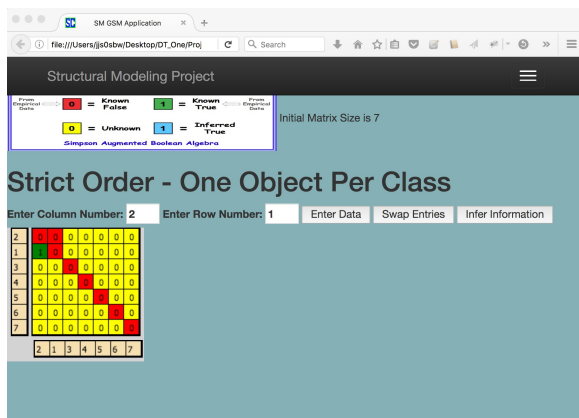 SM GSM Application
file:///Users/jjs0sbw/Desktop/DT_One/Proj
Search
Structural Modeling Project
From Empirical Data 0 = Known False 1 = Known True From Empirical Data
0 = Unknown 1 = Inferred True
Simpson Augmented Boolean Algebra
Initial Matrix Size is 7
Strict Order - One Object Per Class
Enter Column Number: 2 Enter Row Number: 1 Enter Data Swap Entries Infer Information
2 0 0 0 0 0 0 0
1 1 0 0 0 0 0 0
3 0 0 0 0 0 0 0
4 0 0 0 0 0 0 0
5 0 0 0 0 0 0 0
6 0 0 0 0 0 0 0
7 0 0 0 0 0 0 0
2 1 3 4 5 6 7